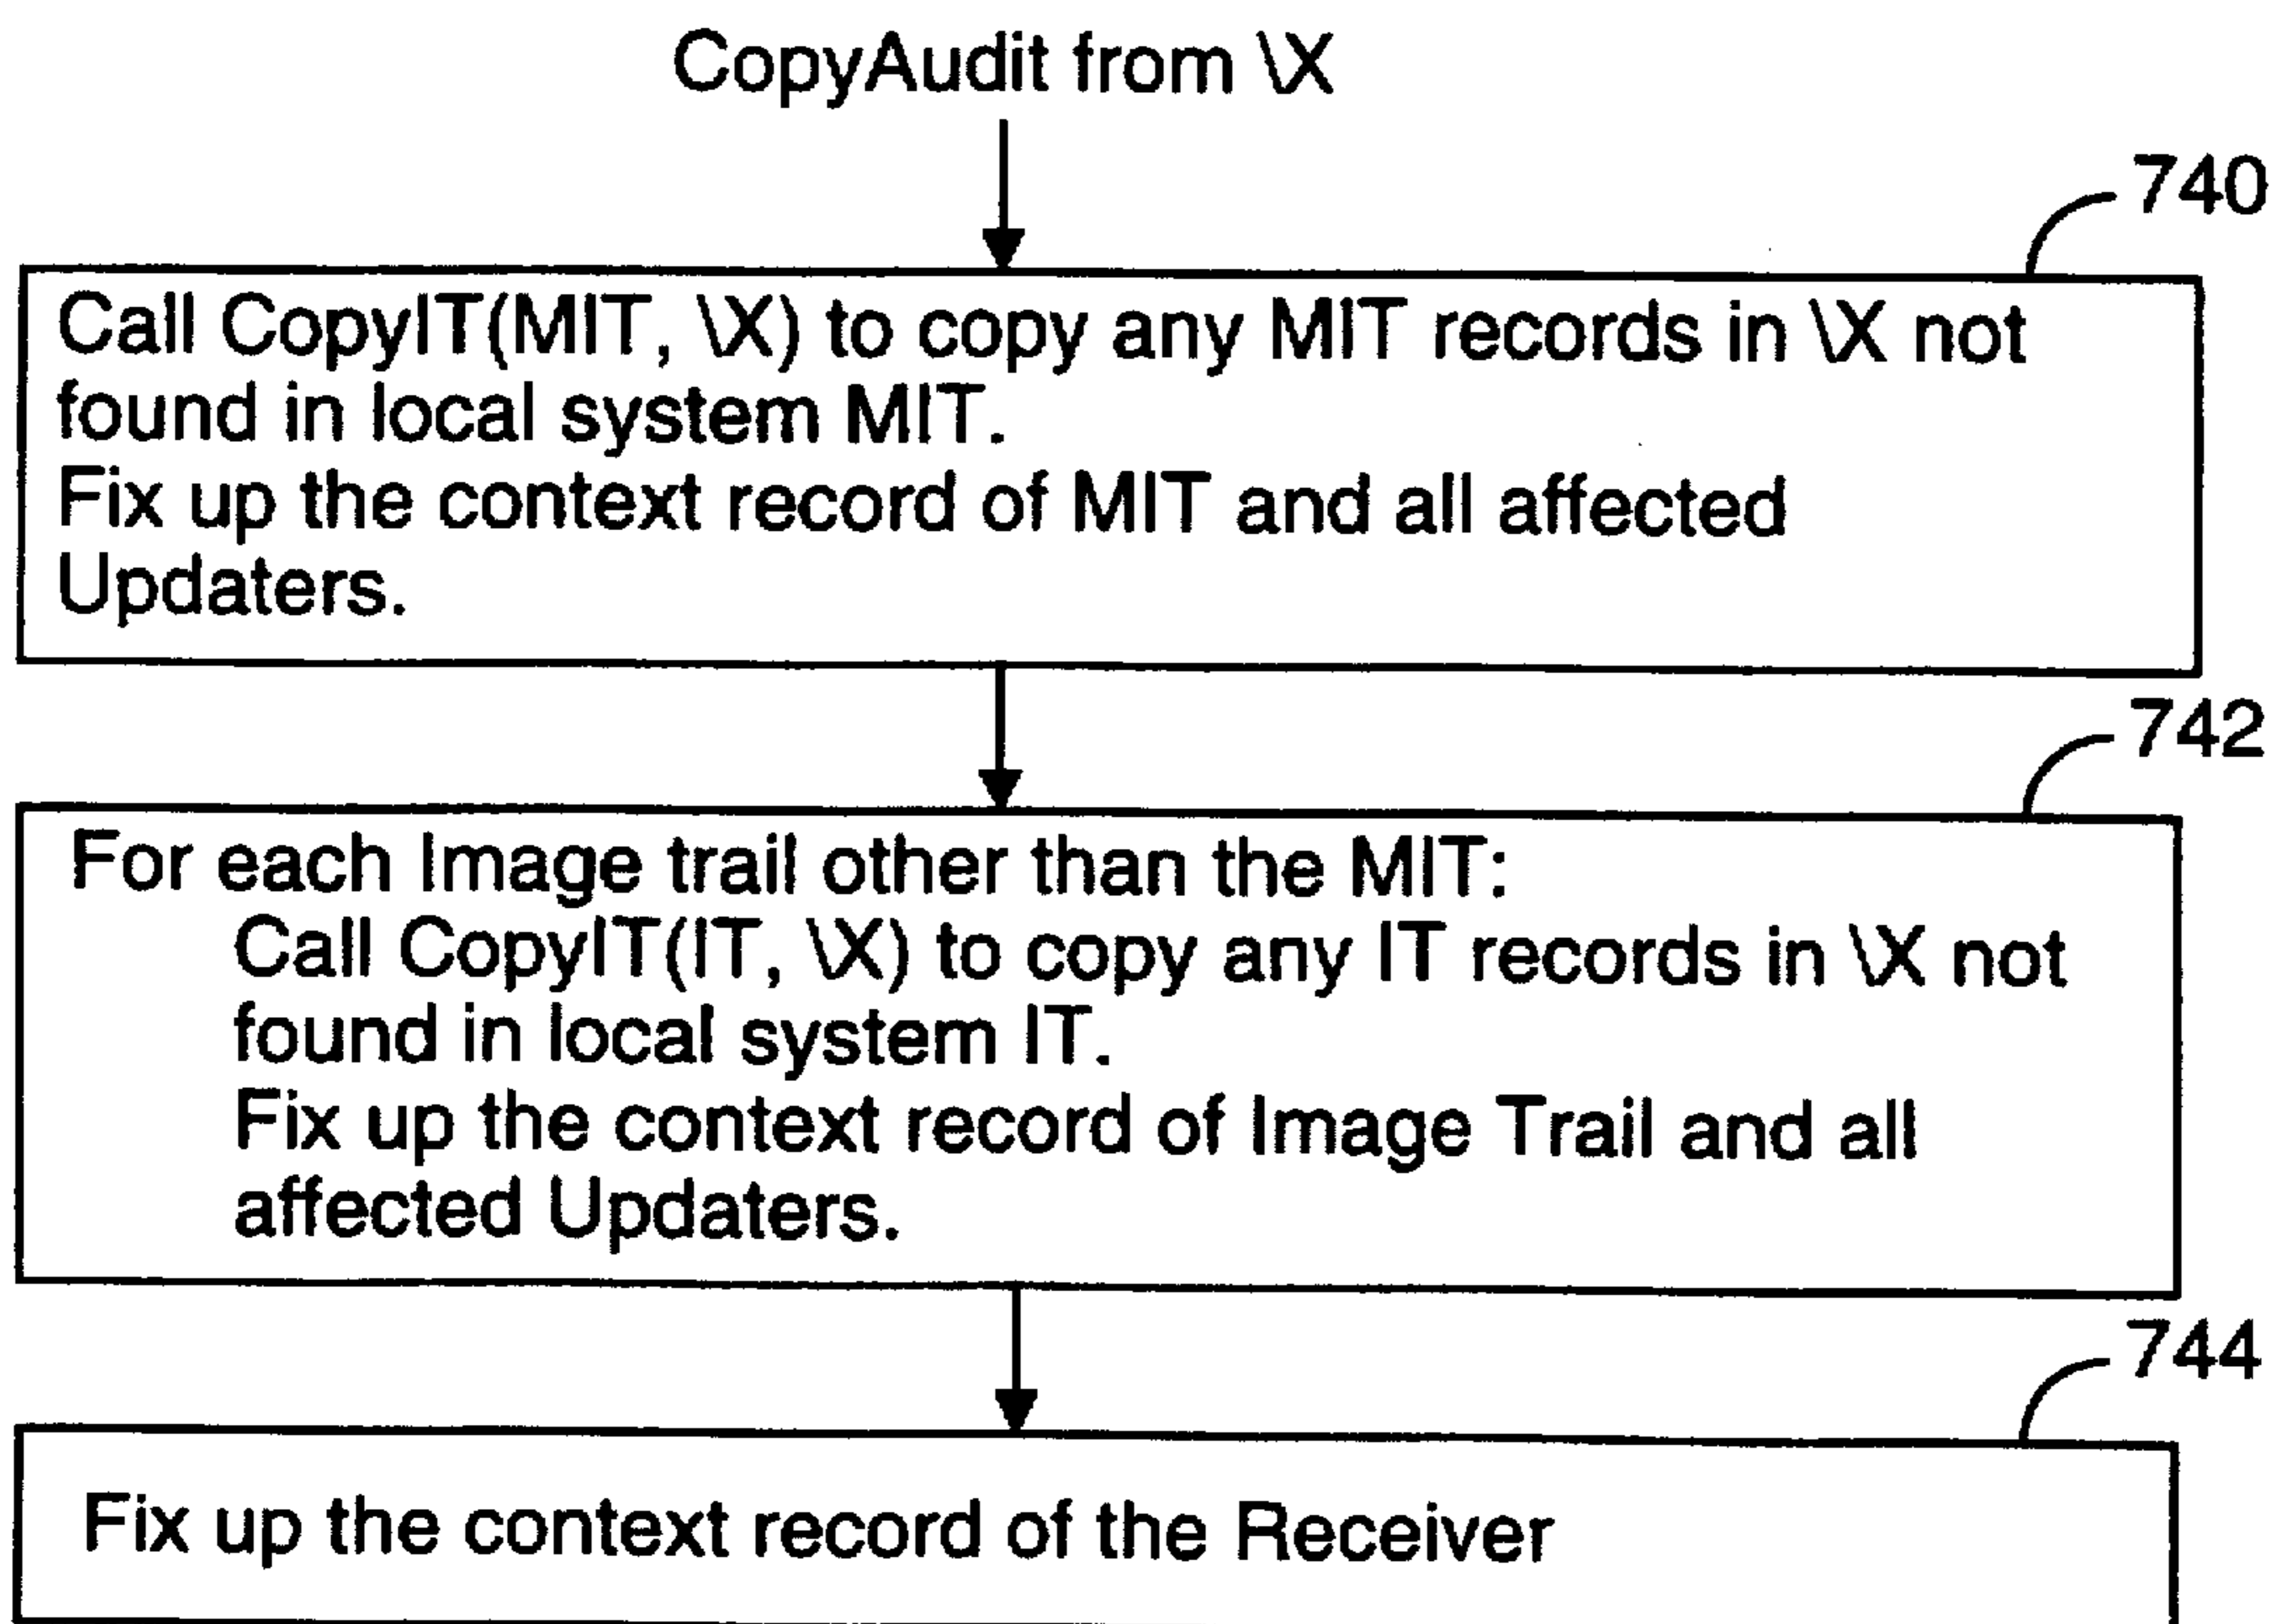 CopyAudit from \X
740
Call CopyIT(MIT, \X) to copy any MIT records in \X not
found in local system MIT.
Fix up the context record of MIT and all affected
Updaters.
742
For each Image trail other than the MIT:
Call CopyIT(IT, \X) to copy any IT records in \X not
found in local system IT.
Fix up the context record of Image Trail and all
affected Updaters.
744
Fix up the context record of the Receiver